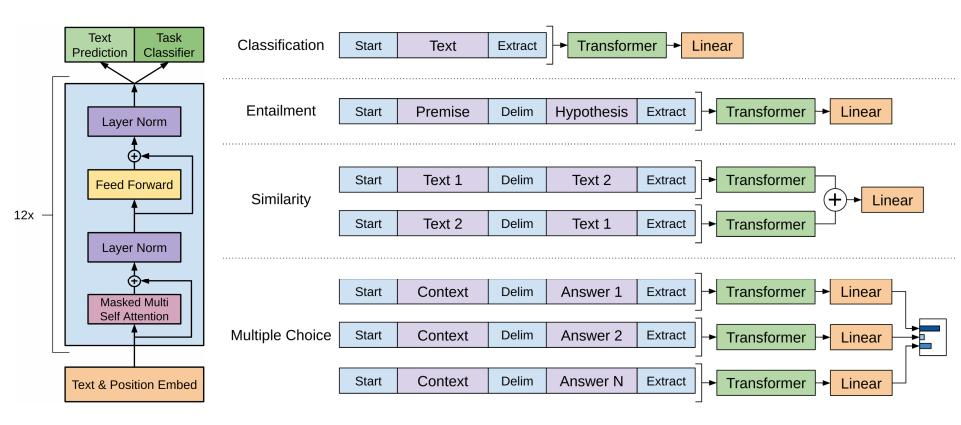 Text
Prediction
Task
Classifier
12x
Layer Norm
Feed Forward
Layer Norm
Masked Multi
Self Attention
Text & Position Embed
Classification Start Text Extract Transformer Linear
Entailment Start Premise Delim Hypothesis Extract Transformer Linear
Similarity
Start Text 1 Delim Text 2 Extract Transformer
+ Linear
Start Text 2 Delim Text 1 Extract Transformer
Multiple Choice
Start Context Delim Answer 1 Extract Transformer Linear
Start Context Delim Answer 2 Extract Transformer Linear
Start Context Delim Answer N Extract Transformer Linear